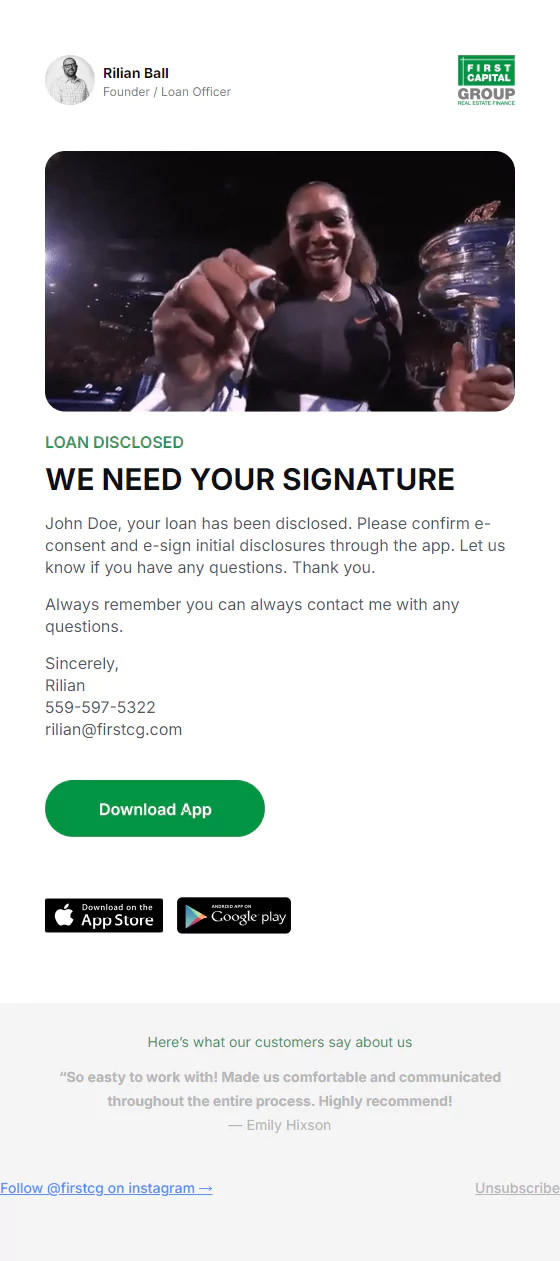 Rilian Ball
Founder / Loan Officer
FIRST
CAPITAL
GROUP
REAL ESTATE FINANCE
LOAN DISCLOSED
WE NEED YOUR SIGNATURE
John Doe, your loan has been disclosed. Please confirm e-
consent and e-sign initial disclosures through the app. Let us
know if you have any questions. Thank you.
Always remember you can always contact me with any
questions.
Sincerely,
Rilian
559-597-5322
rilian@firstcg.com
Download App
Download on the
App Store
ANDROID APP ON
Google play
Here’s what our customers say about us
“So easty to work with! Made us comfortable and communicated
throughout the entire process. Highly recommend!
— Emily Hixson
Follow @firstcg on instagram →
Unsubscribe